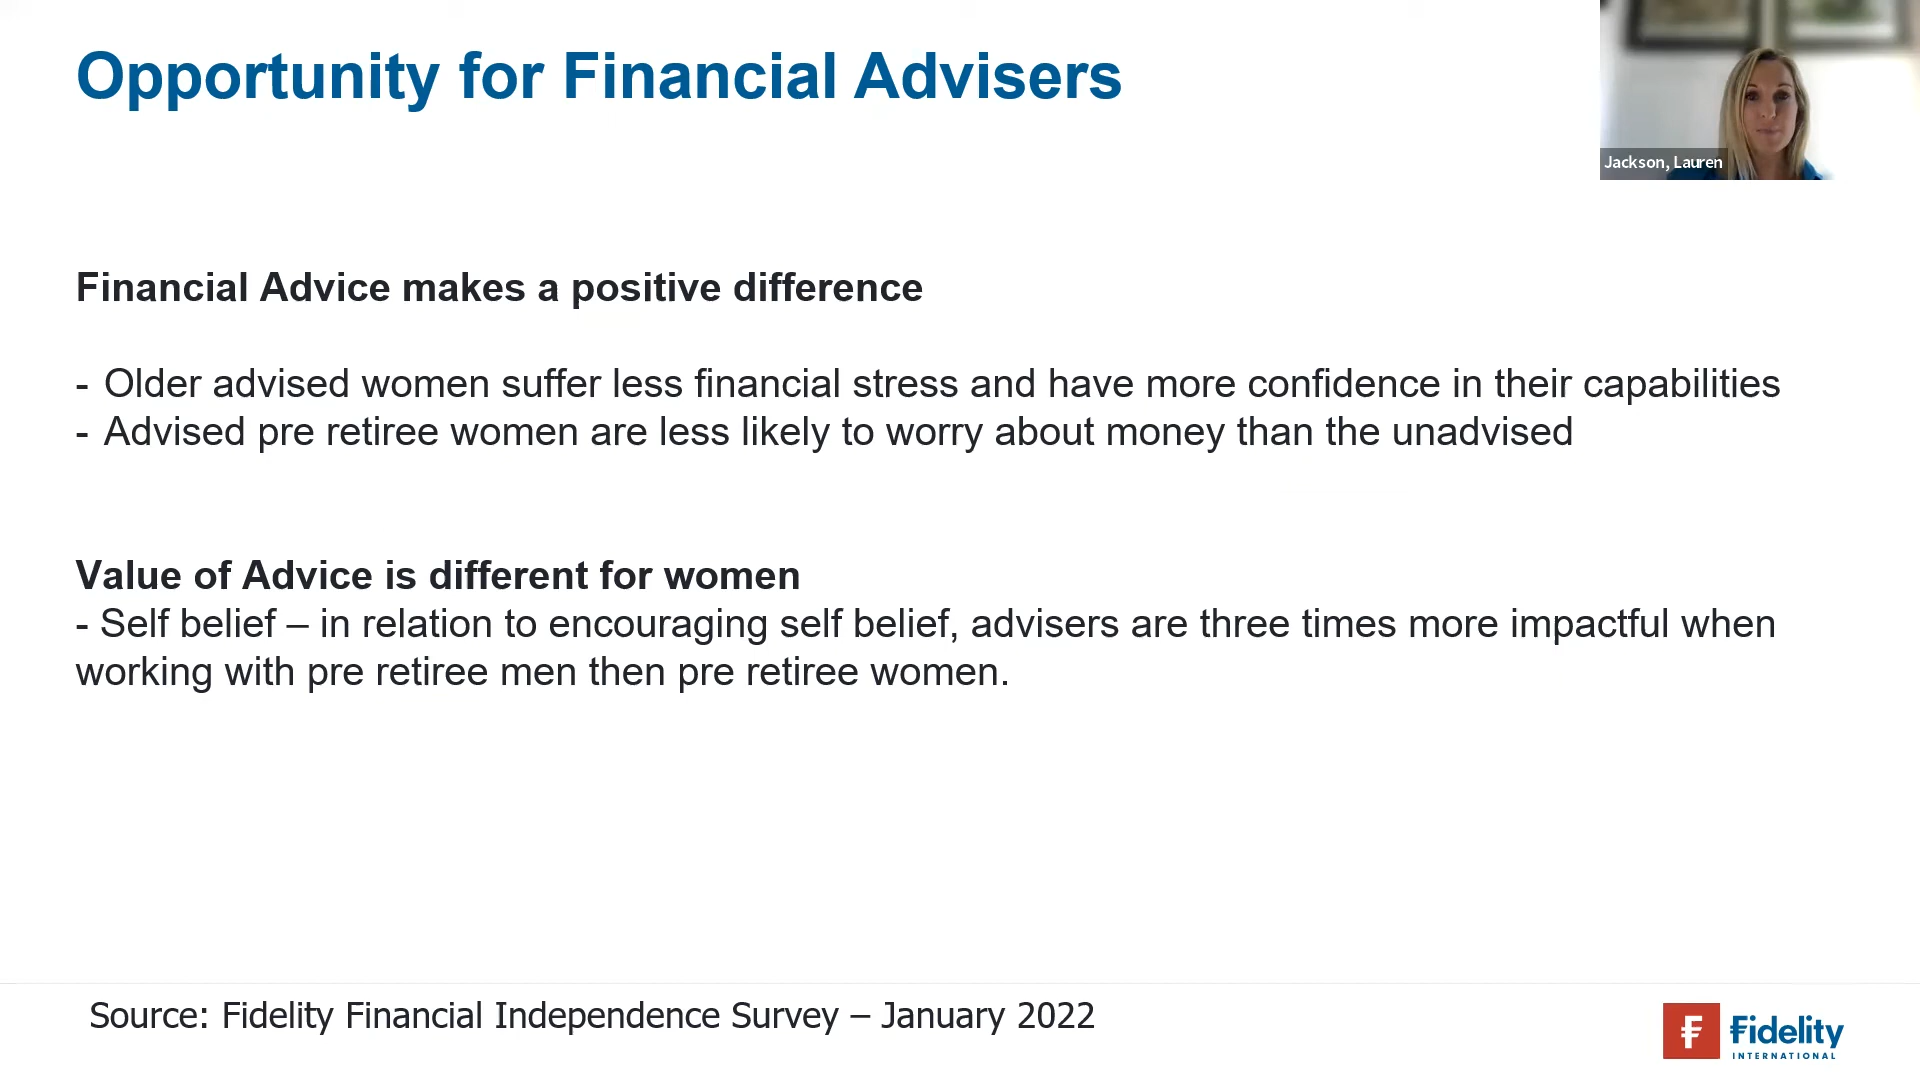 Opportunity for Financial Advisers
Jackson, Lauren
Financial Advice makes a positive difference
- Older advised women suffer less financial stress and have more confidence in their capabilities
- Advised pre retiree women are less likely to worry about money than the unadvised
Value of Advice is different for women
- Self belief – in relation to encouraging self belief, advisers are three times more impactful when
working with pre retiree men then pre retiree women.
Source: Fidelity Financial Independence Survey – January 2022
Fidelity
INTERNATIONAL